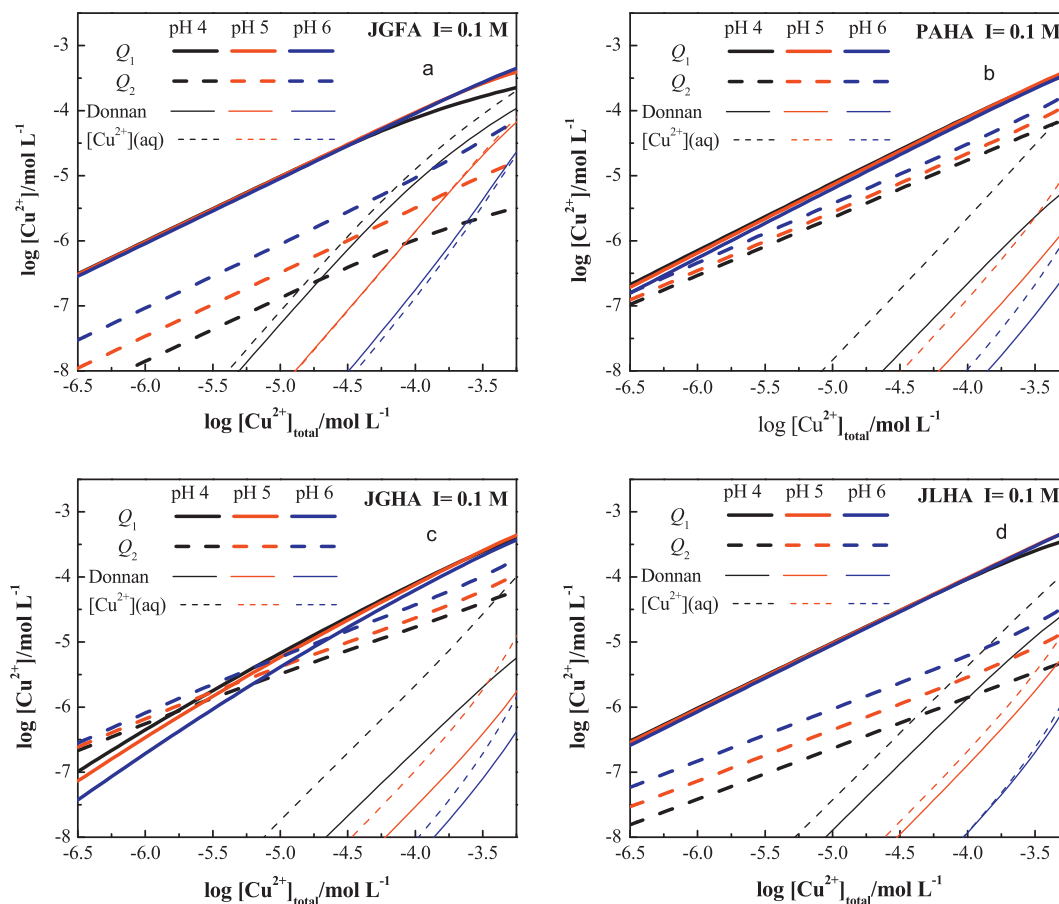 pH 4 pH 5 pH 6 JGFA I= 0.1 M
Q1
Q2
Donnan
[Cu2+](aq)
a
-3
-4
-5
-6
-7
-8
log [Cu2+]/mol L-1
-6.5 -6.0 -5.5 -5.0 -4.5 -4.0 -3.5
log [Cu2+]total/mol L-1
pH 4 pH 5 pH 6 PAHA I= 0.1 M
Q1
Q2
Donnan
[Cu2+](aq)
b
-3
-4
-5
-6
-7
-8
log [Cu2+]/mol L-1
-6.5 -6.0 -5.5 -5.0 -4.5 -4.0 -3.5
log [Cu2+]total/mol L-1
pH 4 pH 5 pH 6 JGHA I= 0.1 M
Q1
Q2
Donnan
[Cu2+](aq)
c
-3
-4
-5
-6
-7
-8
log [Cu2+]/mol L-1
-6.5 -6.0 -5.5 -5.0 -4.5 -4.0 -3.5
log [Cu2+]total/mol L-1
pH 4 pH 5 pH 6 JLHA I= 0.1 M
Q1
Q2
Donnan
[Cu2+](aq)
d
-3
-4
-5
-6
-7
-8
log [Cu2+]/mol L-1
-6.5 -6.0 -5.5 -5.0 -4.5 -4.0 -3.5
log [Cu2+]total/mol L-1